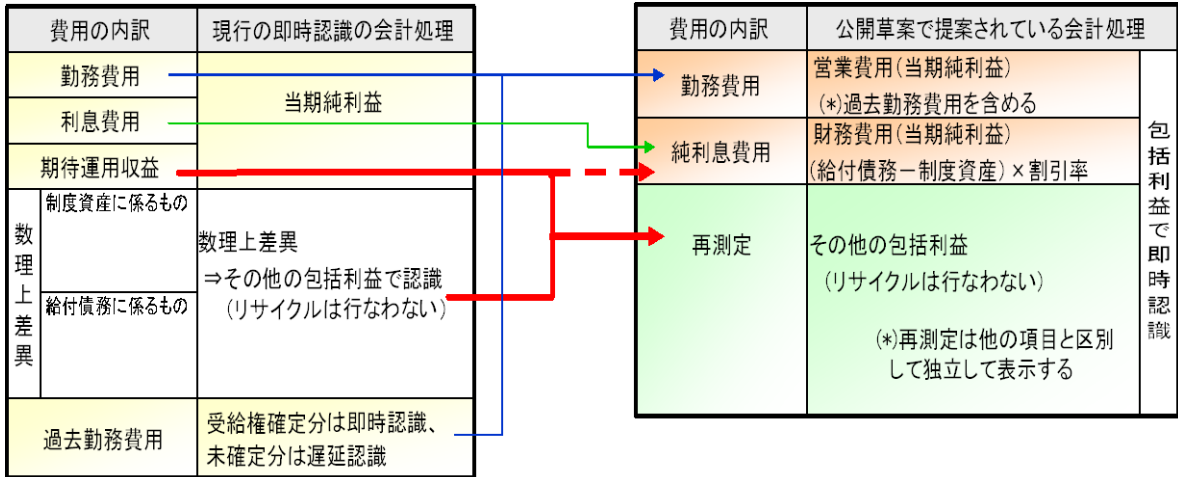 費用の内訳
現行の即時認識の会計処理
勤務費用
利息費用
期待運用収益
当期純利益
数理上差異
制度資産に係るもの
給付債務に係るもの
数理上差異
⇒その他の包括利益で認識
(リサイクルは行なわない)
過去勤務費用
受給権確定分は即時認識、
未確定分は遅延認識
費用の内訳
公開草案で提案されている会計処理
勤務費用
営業費用(当期純利益)
(*)過去勤務費用を含める
純利息費用
財務費用(当期純利益)
(給付債務－制度資産)×割引率
再測定
その他の包括利益
(リサイクルは行なわない)
(*)再測定は他の項目と区別
して独立して表示する
包括利益で即時認識